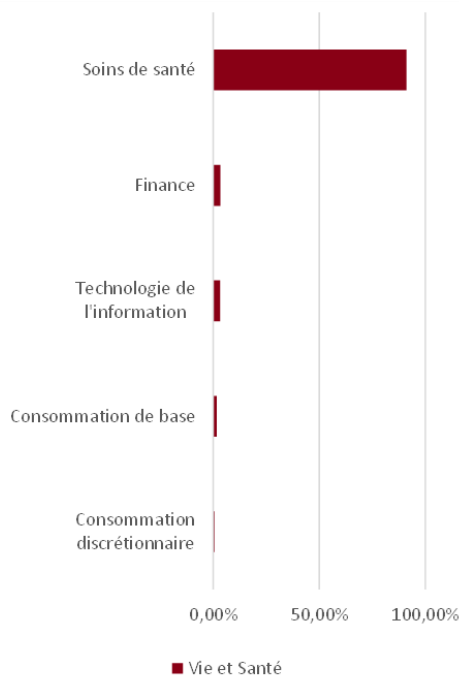 Soins de santé
Finance
Technologie de
l'information
Consommation de base
Consommation
discrétionnaire
0,00% 50,00% 100,00%
Vie et Santé